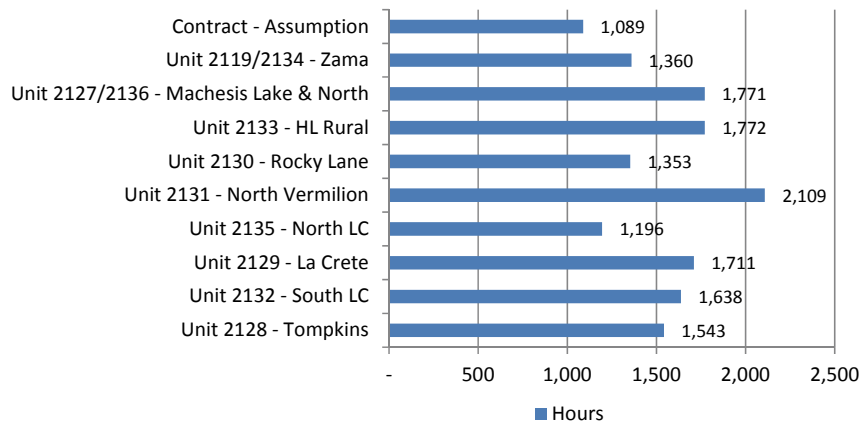 Contract - Assumption 1,089
Unit 2119/2134 - Zama 1,360
Unit 2127/2136 - Machesis Lake & North 1,771
Unit 2133 - HL Rural 1,772
Unit 2130 - Rocky Lane 1,353
Unit 2131 - North Vermilion 2,109
Unit 2135 - North LC 1,196
Unit 2129 - La Crete 1,711
Unit 2132 - South LC 1,638
Unit 2128 - Tompkins 1,543
- 500 1,000 1,500 2,000 2,500
Hours